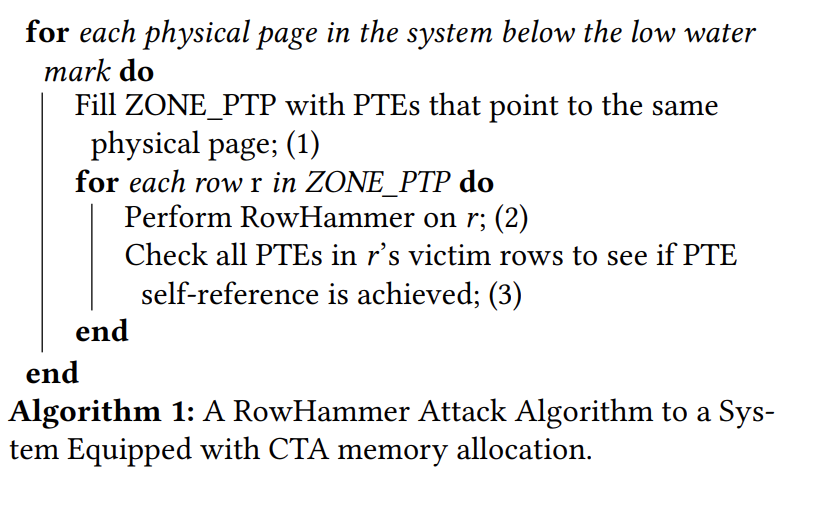 for each physical page in the system below the low water
mark do
Fill ZONE_PTP with PTEs that point to the same
physical page; (1)
for each row r in ZONE_PTP do
Perform RowHammer on r; (2)
Check all PTEs in r’s victim rows to see if PTE
self-reference is achieved; (3)
end
end
Algorithm 1: A RowHammer Attack Algorithm to a Sys-
tem Equipped with CTA memory allocation.